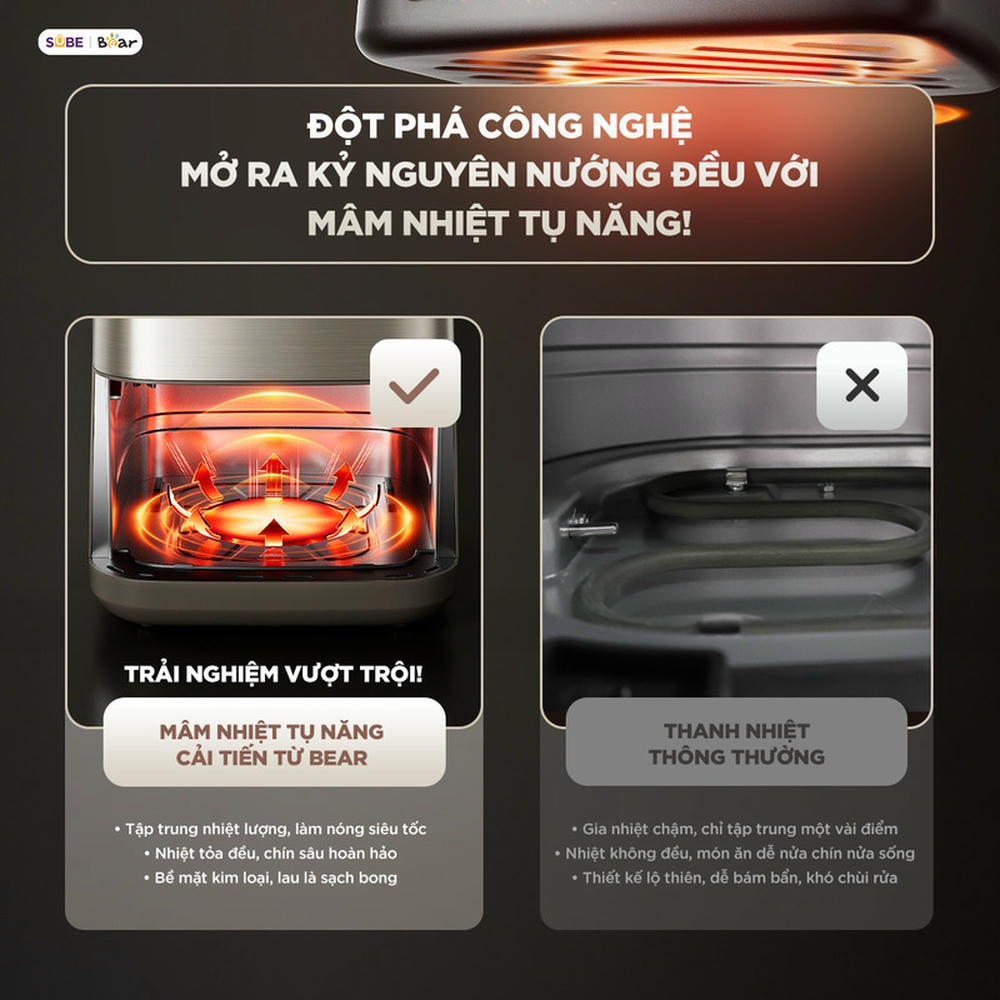 SUBE | Bear
ĐỘT PHÁ CÔNG NGHỆ
MỞ RA KỶ NGUYÊN NƯỚNG ĐỀU VỚI
MÂM NHIỆT TỤ NĂNG!
TRẢI NGHIỆM VƯỢT TRỘI!
MÂM NHIỆT TỤ NĂNG
CẢI TIẾN TỪ BEAR
• Tập trung nhiệt lượng, làm nóng siêu tốc
• Nhiệt tỏa đều, chín sâu hoàn hảo
• Bề mặt kim loại, lau là sạch bong
THANH NHIỆT
THÔNG THƯỜNG
• Gia nhiệt chậm, chỉ tập trung một vài điểm
• Nhiệt không đều, món ăn dễ nửa chín nửa sống
• Thiết kế lộ thiên, dễ bám bẩn, khó chùi rửa